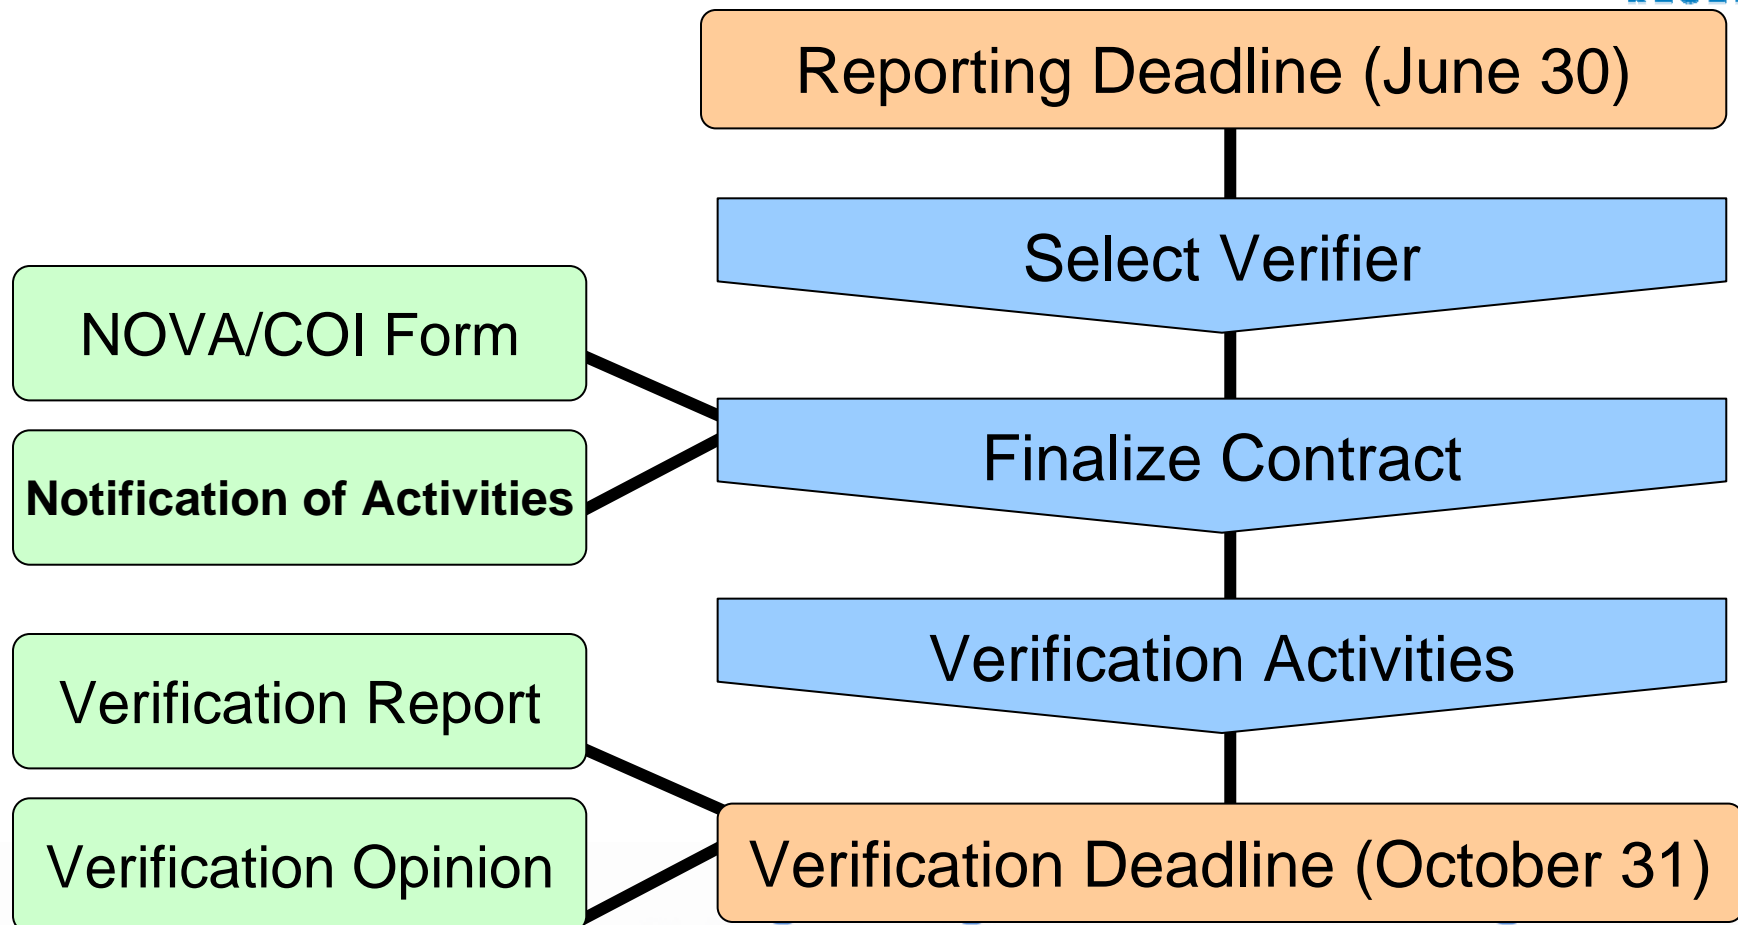 Reporting Deadline (June 30)
Select Verifier
NOVA/COI Form
Finalize Contract
Notification of Activities
Verification Activities
Verification Report
Verification Opinion
Verification Deadline (October 31)